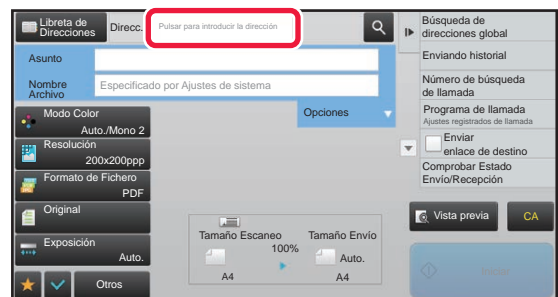 Libreta de
Direcciones
Direcc.
Pulsar para introducir la dirección
Asunto
Nombre
Archivo
Especificado por Ajustes de sistema
Opciones
Modo Color
Auto./Mono 2
Resolución
200x200ppp
Formato de Fichero
PDF
Original
Exposición
Auto.
Otros
Tamaño Escaneo
100%
Tamaño Envío
Auto.
A4
A4
Búsqueda de
direcciones global
Enviando historial
Número de búsqueda
de llamada
Programa de llamada
Ajustes registrados de llamada
Enviar
enlace de destino
Comprobar Estado
Envío/Recepción
Vista previa
CA